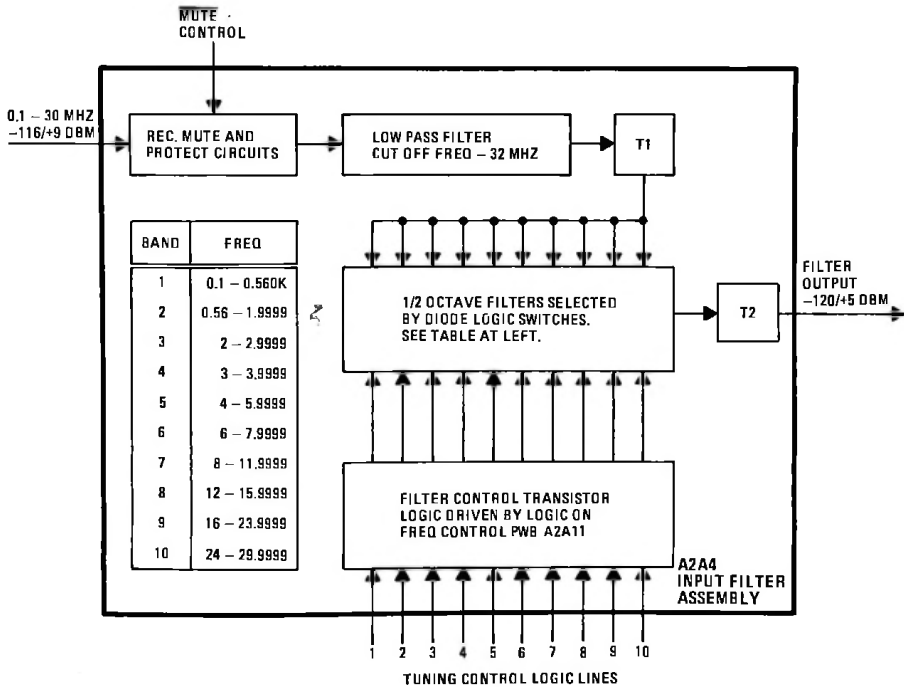 MUTE
CONTROL
0.1 – 30 MHZ
–116/+9 DBM
REC. MUTE AND
PROTECT CIRCUITS
LOW PASS FILTER
CUT OFF FREQ – 32 MHZ
T1
BAND FREQ
1 0.1 – 0.560K
2 0.56 – 1.9999
3 2 – 2.9999
4 3 – 3.9999
5 4 – 5.9999
6 6 – 7.9999
7 8 – 11.9999
8 12 – 15.9999
9 16 – 23.9999
10 24 – 29.9999
1/2 OCTAVE FILTERS SELECTED
BY DIODE LOGIC SWITCHES.
SEE TABLE AT LEFT.
T2
FILTER
OUTPUT
–120/+5 DBM
FILTER CONTROL TRANSISTOR
LOGIC DRIVEN BY LOGIC ON
FREQ CONTROL PWB A2A11
A2A4
INPUT FILTER
ASSEMBLY
1 2 3 4 5 6 7 8 9 10
TUNING CONTROL LOGIC LINES